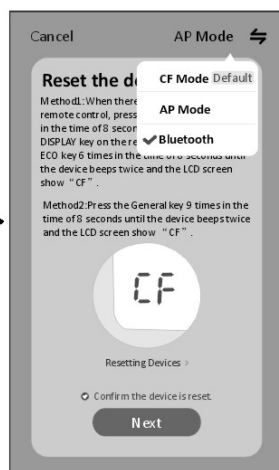 Cancel AP Mode
Reset the de
CF Mode Default
AP Mode
Bluetooth
Method1:When there
remote control, press
in the time of 8 secon
DISPLAY key on the re
ECO key 6 times in the time of 8 seconds until
the device beeps twice and the LCD screen
show “CF”.
Method2:Press the General key 9 times in the
time of 8 seconds until the device beeps twice
and the LCD screen show “CF”.
CF
Resetting Devices >
Confirm the device is reset
Next